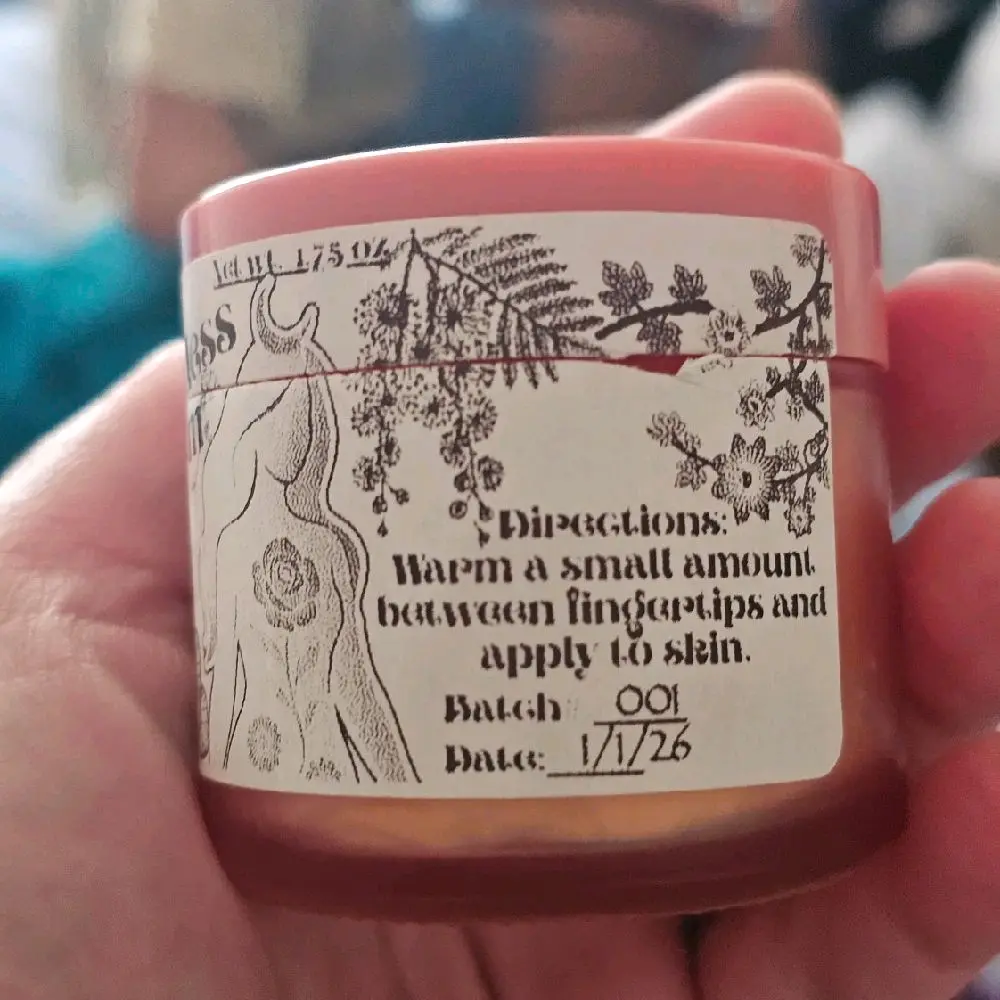 Net Wt. 1.75 oz
ess
Directions:
Warm a small amount
between fingertips and
apply to skin.
Batch 001
Date: 1/1/26